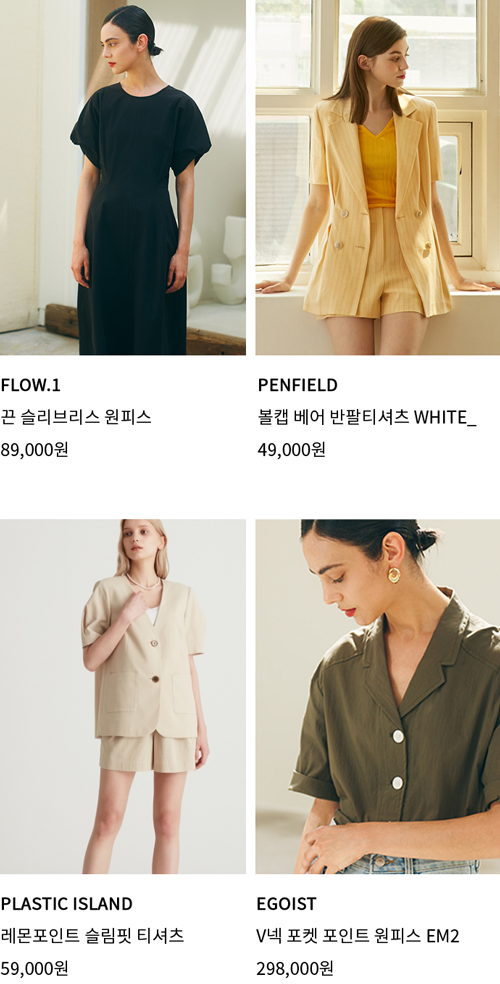 FLOW.1
끈 슬리브리스 원피스
89,000원
PENFIELD
볼캡 베어 반팔티셔츠 WHITE_
49,000원
PLASTIC ISLAND
레몬포인트 슬림핏 티셔츠
59,000원
EGOIST
V넥 포켓 포인트 원피스 EM2
298,000원